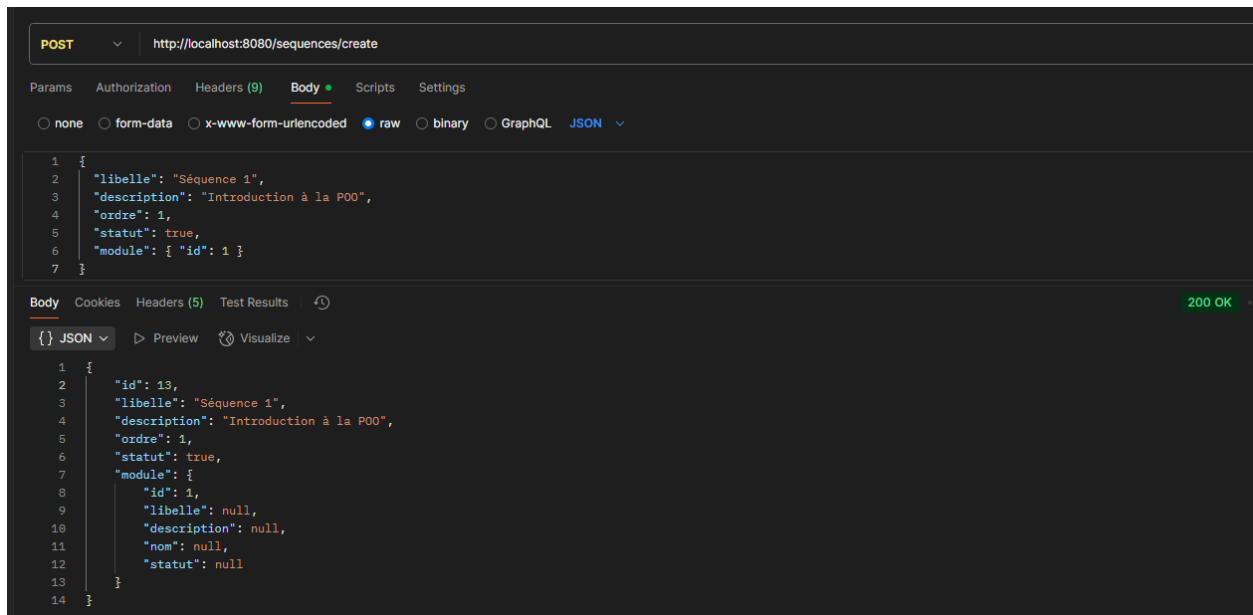 POST http://localhost:8080/sequences/create
Params Authorization Headers (9) Body Scripts Settings
none form-data x-www-form-urlencoded raw binary GraphQL JSON
1 {
2 "libelle": "Séquence 1",
3 "description": "Introduction à la POO",
4 "ordre": 1,
5 "statut": true,
6 "module": { "id": 1 }
7 }
Body Cookies Headers (5) Test Results 200 OK
{} JSON Preview Visualize
1 {
2 "id": 13,
3 "libelle": "Séquence 1",
4 "description": "Introduction à la POO",
5 "ordre": 1,
6 "statut": true,
7 "module": {
8 "id": 1,
9 "libelle": null,
10 "description": null,
11 "nom": null,
12 "statut": null
13 }
14 }